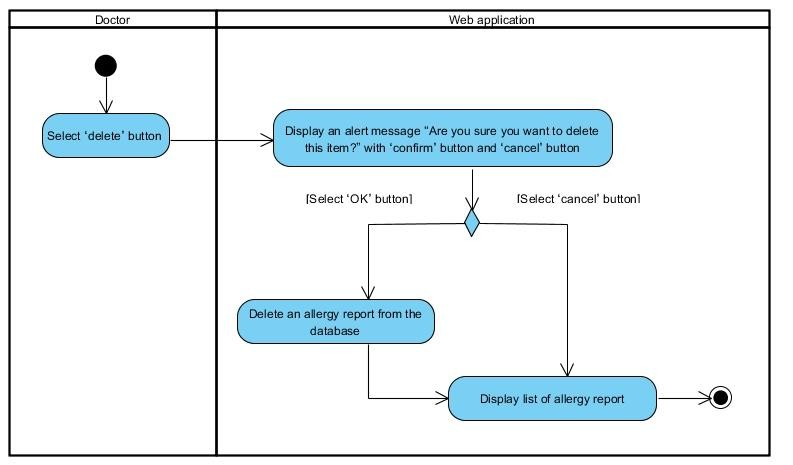 Doctor
Web application
Select ‘delete’ button
Display an alert message “Are you sure you want to delete
this item?” with ‘confirm’ button and ‘cancel’ button
[Select ‘OK’ button]
[Select ‘cancel’ button]
Delete an allergy report from the
database
Display list of allergy report